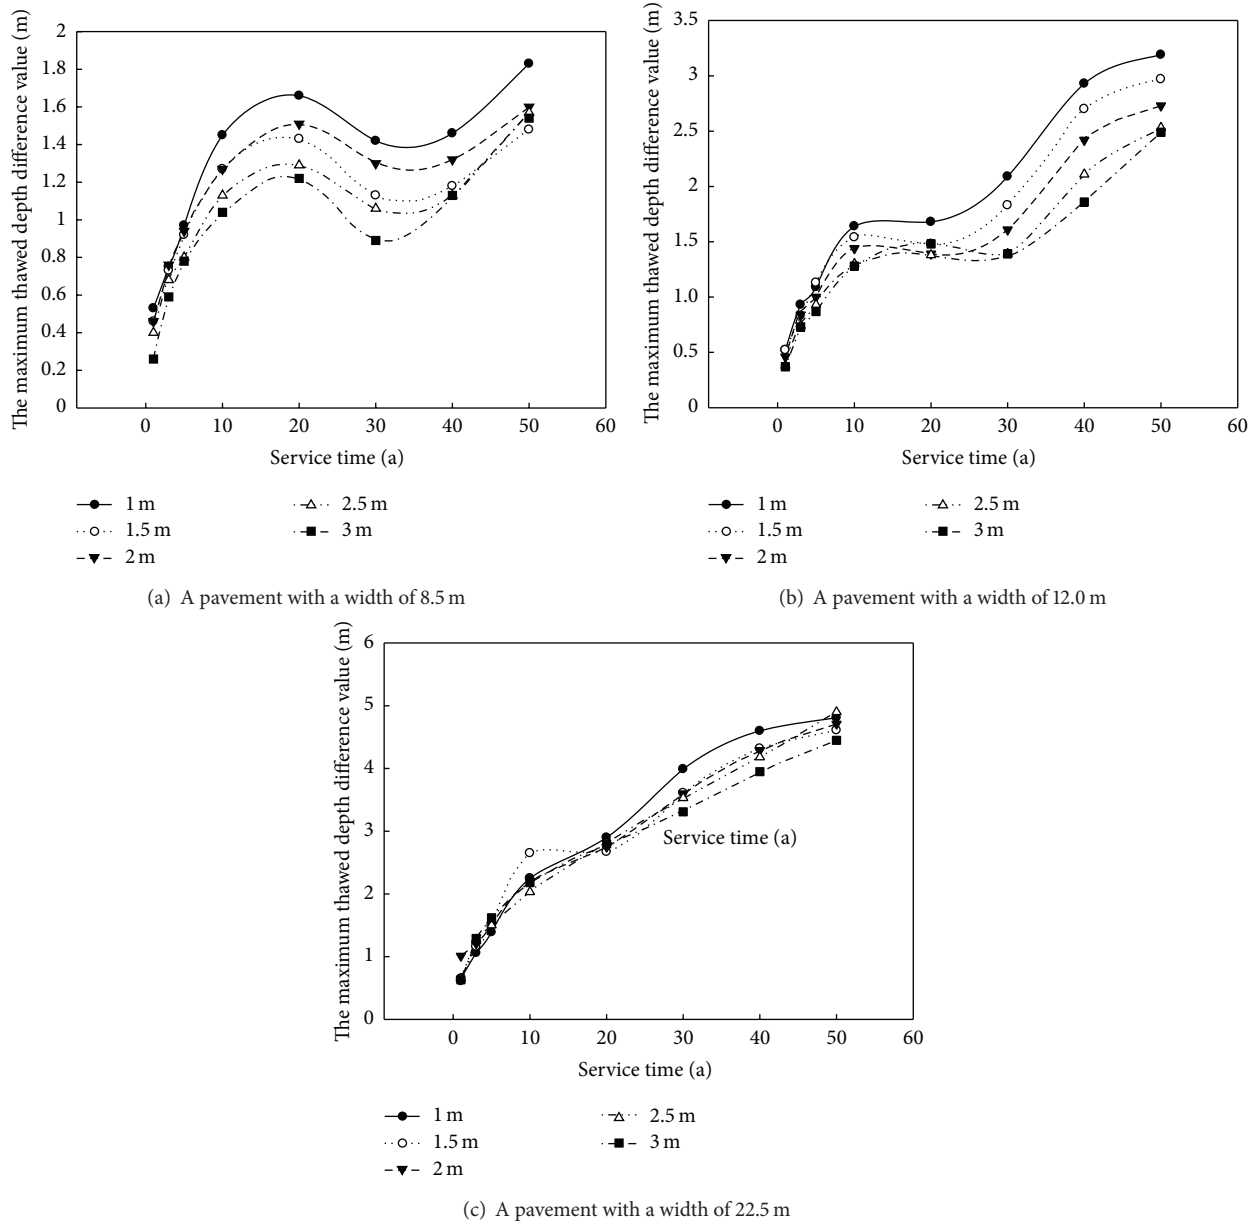 The maximum thawed depth difference value (m)
2
1.8
1.6
1.4
1.2
1
0.8
0.6
0.4
0.2
0
0 10 20 30 40 50 60
Service time (a)
1 m
1.5 m
2 m
2.5 m
3 m
(a) A pavement with a width of 8.5 m
The maximum thawed depth difference value (m)
3.5
3
2.5
2
1.5
1.0
0.5
0
0 10 20 30 40 50 60
Service time (a)
1 m
1.5 m
2 m
2.5 m
3 m
(b) A pavement with a width of 12.0 m
The maximum thawed depth difference value (m)
6
5
4
3
2
1
0
Service time (a)
0 10 20 30 40 50 60
Service time (a)
1 m
1.5 m
2 m
2.5 m
3 m
(c) A pavement with a width of 22.5 m